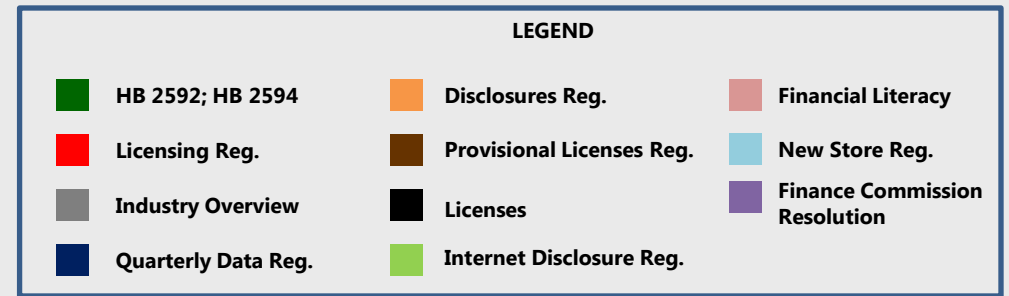 LEGEND
HB 2592; HB 2594
Licensing Reg.
Industry Overview
Quarterly Data Reg.
Disclosures Reg.
Provisional Licenses Reg.
Licenses
Internet Disclosure Reg.
Financial Literacy
New Store Reg.
Finance Commission
Resolution